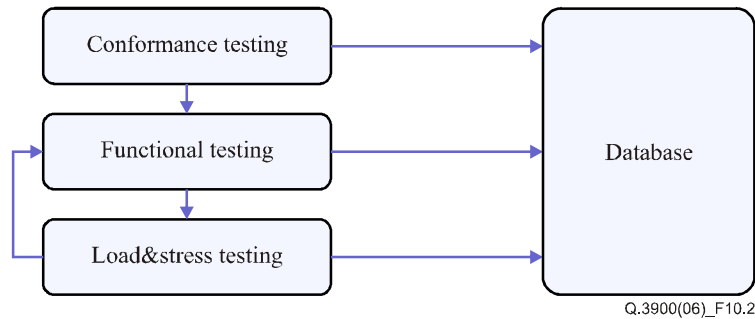 Conformance testing
Functional testing
Database
Load&stress testing
Q.3900(06)_F10.2